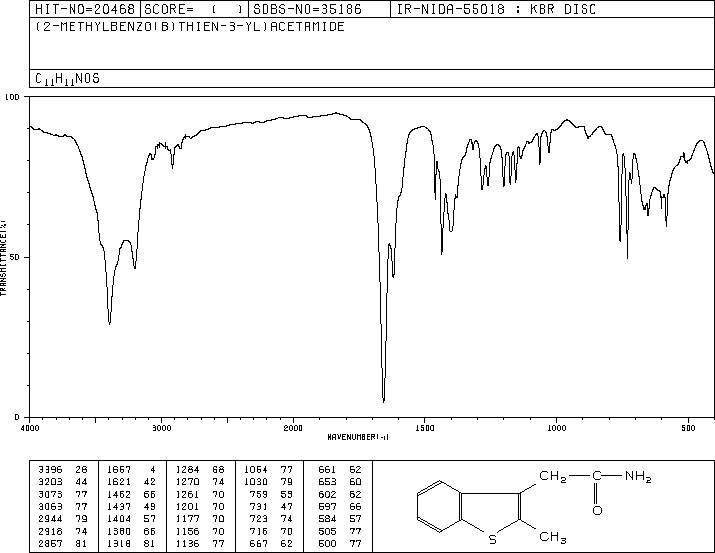 HIT-NO=20468 SCORE= ( ) SDBS-NO=35186 IR-NIDA-55018 : KBR DISC
(2-METHYLBENZO(B)THIEN-3-YL)ACETAMIDE
C11H11NOS
100
50
0
TRANSMITTANCE(%)
4000 3000 2000 1500 1000 500
WAVENUMBER(-1)
3396 28 1657 4 1284 68 1064 77 661 62
3203 44 1621 42 1270 74 1030 79 653 60
3073 77 1462 66 1261 70 759 53 602 62
3063 77 1437 49 1201 70 731 47 597 66
2944 79 1404 57 1177 70 723 74 584 57
2916 74 1380 66 1156 70 716 70 505 77
2857 81 1318 81 1136 77 667 62 500 77
CH2 C NH2
O
S CH3